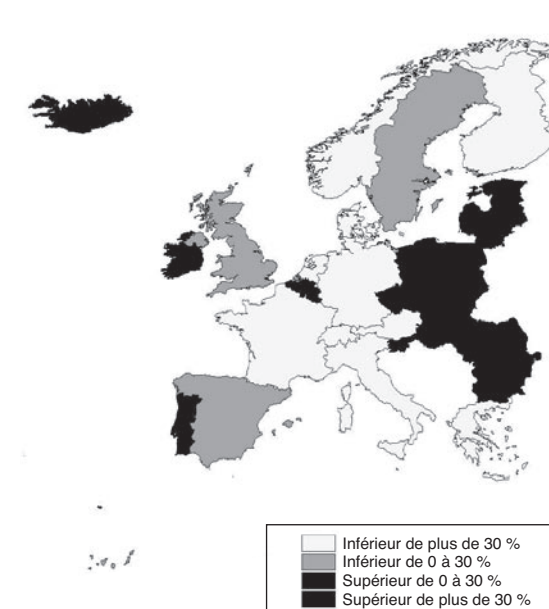 Inférieur de plus de 30 %
Inférieur de 0 à 30 %
Supérieur de 0 à 30 %
Supérieur de plus de 30 %